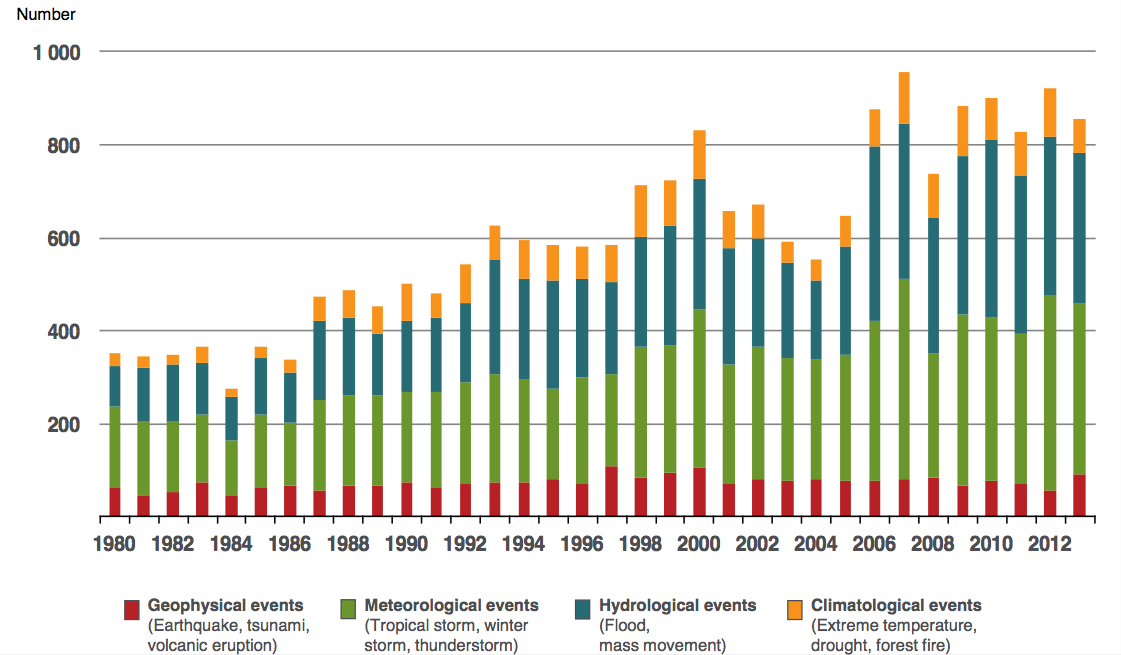 Number
1 000
800
600
400
200
1980 1982 1984 1986 1988 1990 1992 1994 1996 1998 2000 2002 2004 2006 2008 2010 2012
Geophysical events
(Earthquake, tsunami,
volcanic eruption)
Meteorological events
(Tropical storm, winter
storm, thunderstorm)
Hydrological events
(Flood,
mass movement)
Climatological events
(Extreme temperature,
drought, forest fire)